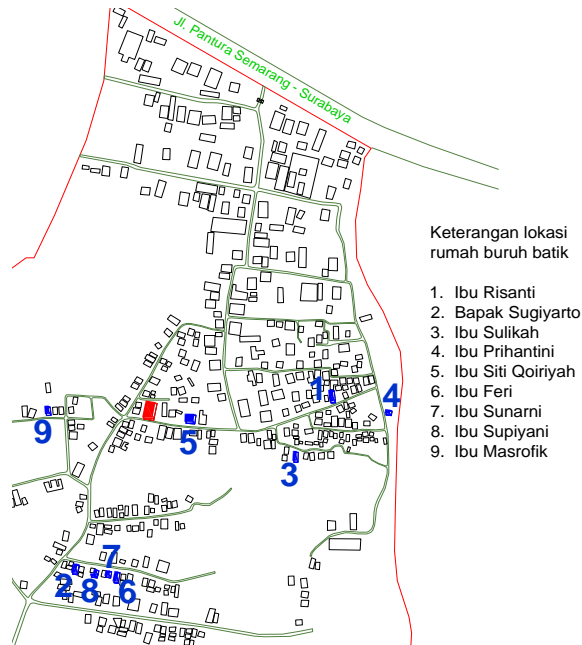 Jl. Pantura Semarang - Surabaya
Keterangan lokasi
rumah buruh batik
1. Ibu Risanti
2. Bapak Sugiyarto
3. Ibu Sulikah
4. Ibu Prihantini
5. Ibu Siti Qoiriyah
6. Ibu Feri
7. Ibu Sunarni
8. Ibu Supiyani
9. Ibu Masrofik
1
4
9
5
3
7
2
8
6